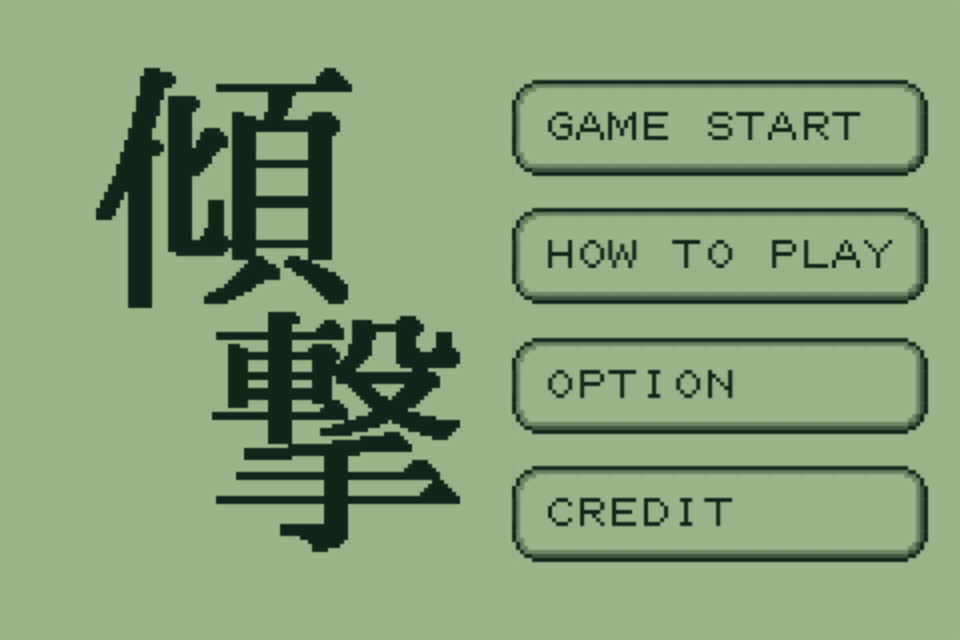 傾
撃
GAME START
HOW TO PLAY
OPTION
CREDIT